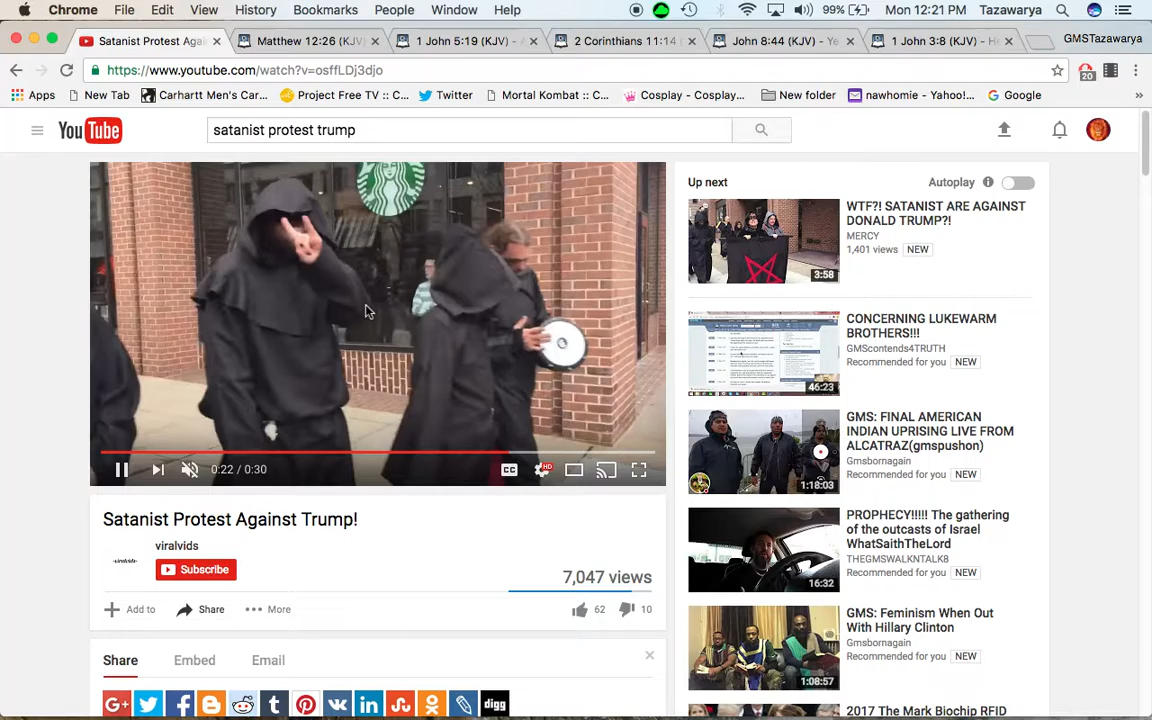 Chrome File Edit View History Bookmarks People Window Help 99% Mon 12:21 PM Tazawarya
Satanist Protest Agai Matthew 12:26 (KJV) 1 John 5:19 (KJV) - A 2 Corinthians 11:14 ( John 8:44 (KJV) - Ye 1 John 3:8 (KJV) - He GMSTazawarya
https://www.youtube.com/watch?v=osffLDj3djo 20
Apps New Tab Carhartt Men's Car... Project Free TV :: C... Twitter Mortal Kombat :: C... Cosplay - Cosplay... New folder nawhomie - Yahoo!... Google »
YouTube satanist protest trump
Up next Autoplay
WTF?! SATANIST ARE AGAINST
DONALD TRUMP?!
MERCY
1,401 views NEW
3:58
CONCERNING LUKEWARM
BROTHERS!!!
GMScontends4TRUTH
Recommended for you NEW
46:23
GMS: FINAL AMERICAN
INDIAN UPRISING LIVE FROM
ALCATRAZ(gmspushon)
Gmsbornagain
Recommended for you NEW
1:18:03
PROPHECY!!!!! The gathering
of the outcasts of Israel
WhatSaithTheLord
THEGMSWALKNTALK8
Recommended for you NEW
16:32
GMS: Feminism When Out
With Hillary Clinton
Gmsbornagain
Recommended for you NEW
1:08:57
2017 The Mark Biochip RFID
0:22 / 0:30 CC HD
Satanist Protest Against Trump!
viralvids
Subscribe
7,047 views
Add to Share More 62 10
Share Embed Email
G+ digg